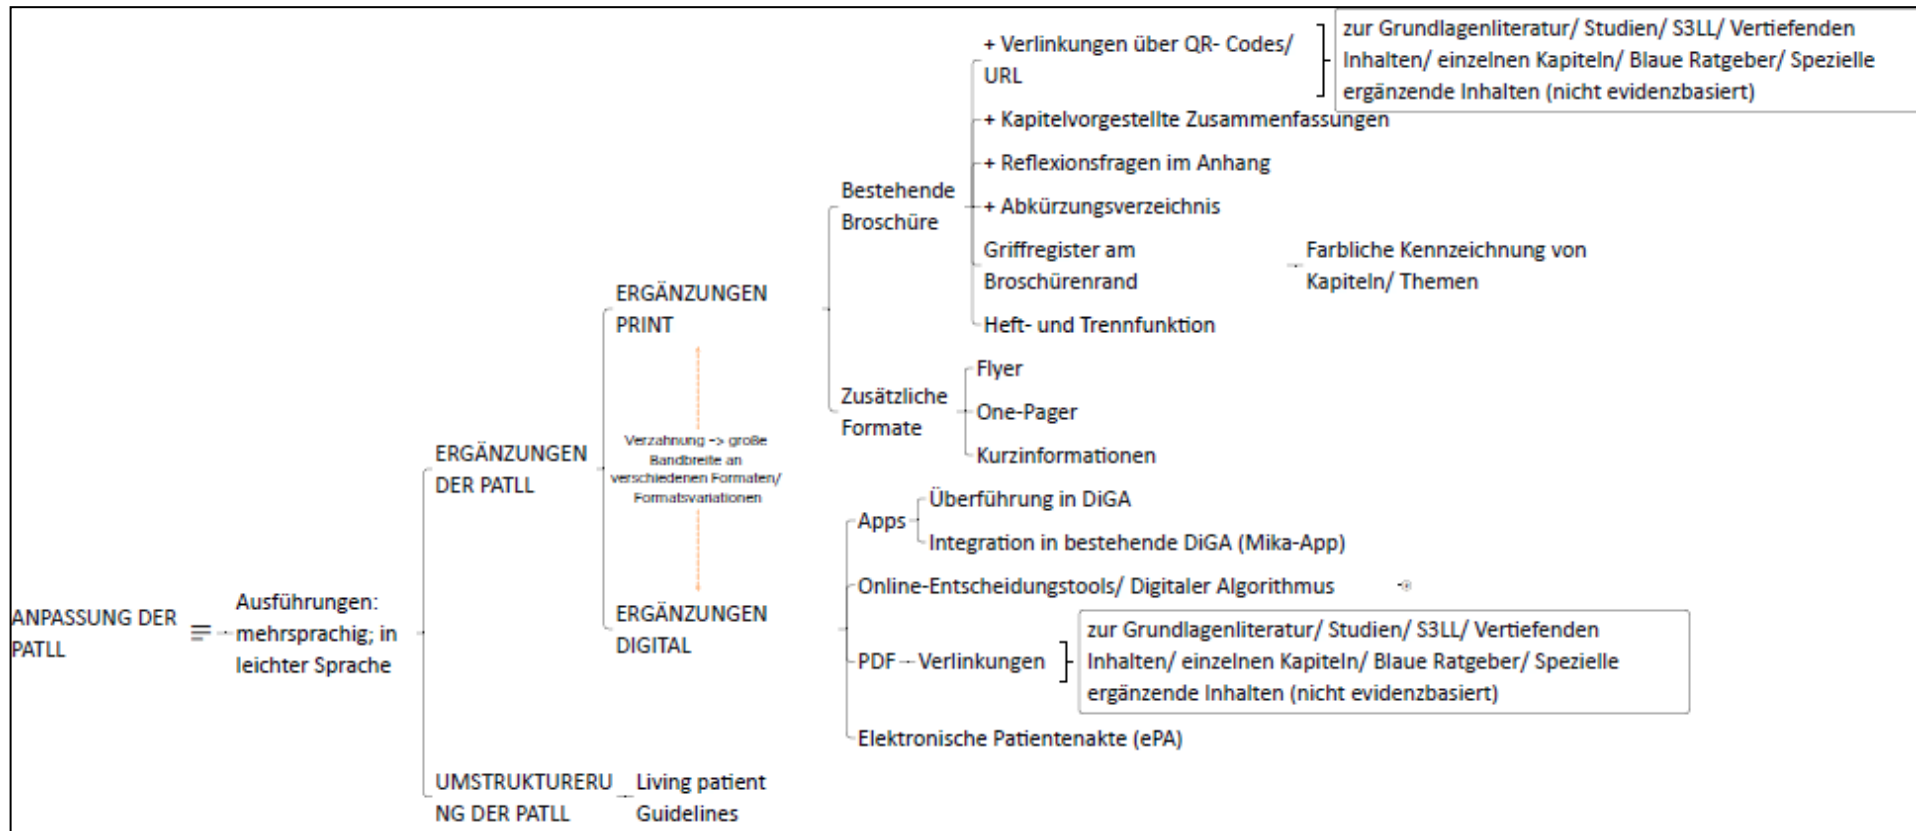 ANPASSUNG DER
PATLL
Ausführungen:
mehrsprachig; in
leichter Sprache
ERGÄNZUNGEN
DER PATLL
ERGÄNZUNGEN
PRINT
Bestehende
Broschüre
+ Verlinkungen über QR- Codes/
URL
zur Grundlagenliteratur/ Studien/ S3LL/ Vertiefenden
Inhalten/ einzelnen Kapiteln/ Blaue Ratgeber/ Spezielle
ergänzende Inhalten (nicht evidenzbasiert)
+ Kapitelvorgestellte Zusammenfassungen
+ Reflexionsfragen im Anhang
+ Abkürzungsverzeichnis
Griffregister am
Broschürenrand
Farbliche Kennzeichnung von
Kapiteln/ Themen
Heft- und Trennfunktion
Zusätzliche
Formate
Flyer
One-Pager
Kurzinformationen
Verzahnung -> große
Bandbreite an
verschiedenen Formaten/
Formatsvariationen
ERGÄNZUNGEN
DIGITAL
Apps
Überführung in DiGA
Integration in bestehende DiGA (Mika-App)
Online-Entscheidungstools/ Digitaler Algorithmus
PDF
Verlinkungen
zur Grundlagenliteratur/ Studien/ S3LL/ Vertiefenden
Inhalten/ einzelnen Kapiteln/ Blaue Ratgeber/ Spezielle
ergänzende Inhalten (nicht evidenzbasiert)
Elektronische Patientenakte (ePA)
UMSTRUKTURERU
NG DER PATLL
Living patient
Guidelines